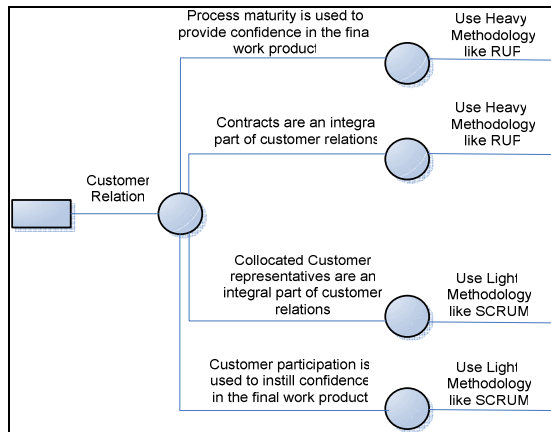 Process maturity is used to
provide confidence in the final
work product
Use Heavy
Methodology
like RUP
Contracts are an integral
part of customer relations
Use Heavy
Methodology
like RUP
Customer
Relation
Collocated Customer
representatives are an
integral part of customer
relations
Use Light
Methodology
like SCRUM
Customer participation is
used to instill confidence
in the final work product
Use Light
Methodology
like SCRUM